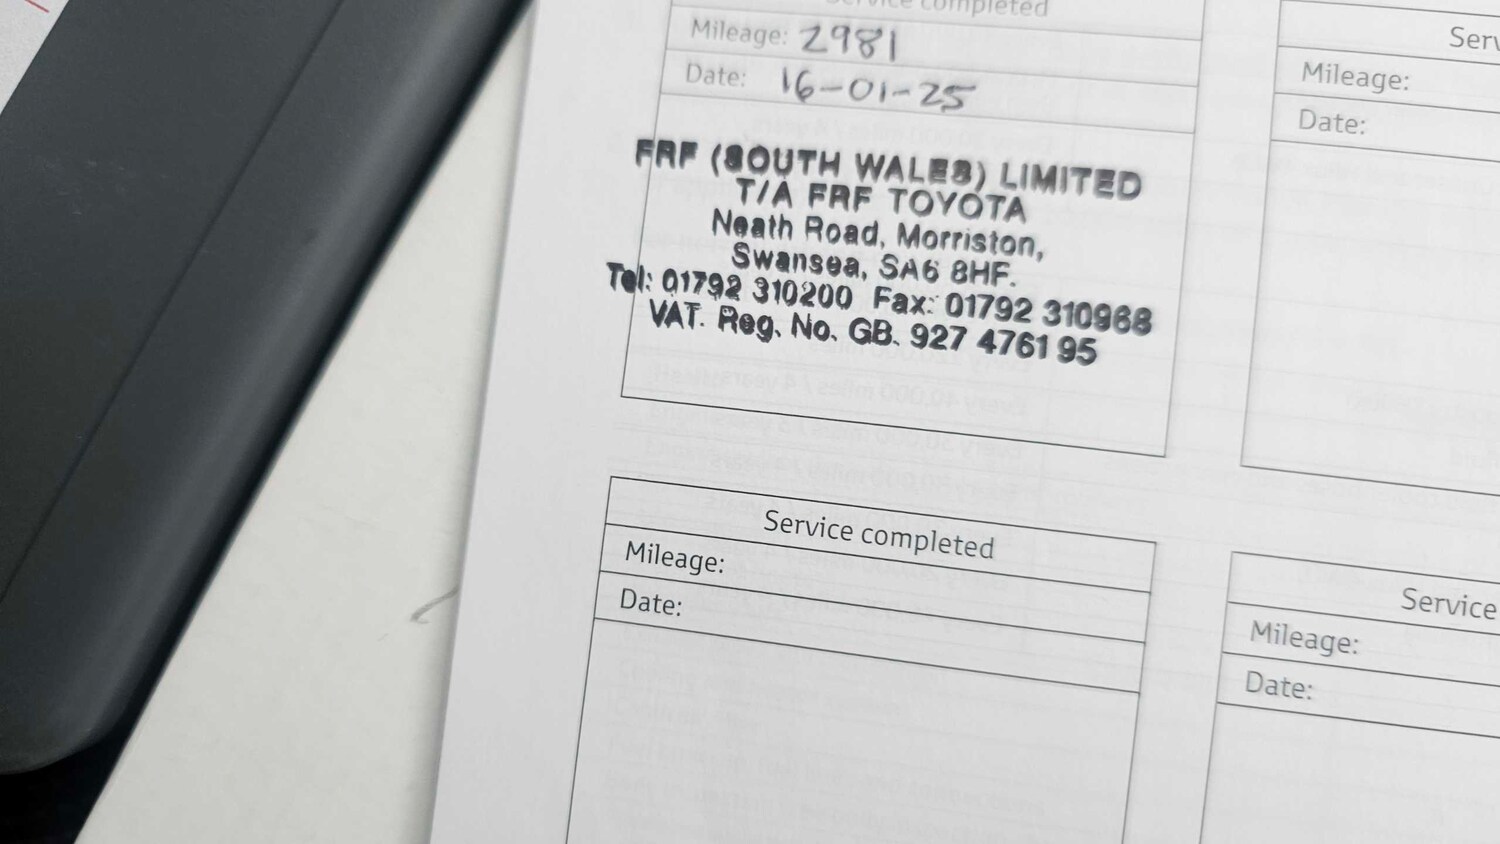 Service completed
Mileage: 2981
Date: 16-01-25
FRF (SOUTH WALES) LIMITED
T/A FRF TOYOTA
Neath Road, Morriston,
Swansea, SA6 8HF.
Tel: 01792 310200 Fax: 01792 310968
VAT. Reg. No. GB. 927 4761 95
Serv
Mileage:
Date:
Service completed
Mileage:
Date:
Service
Mileage:
Date: